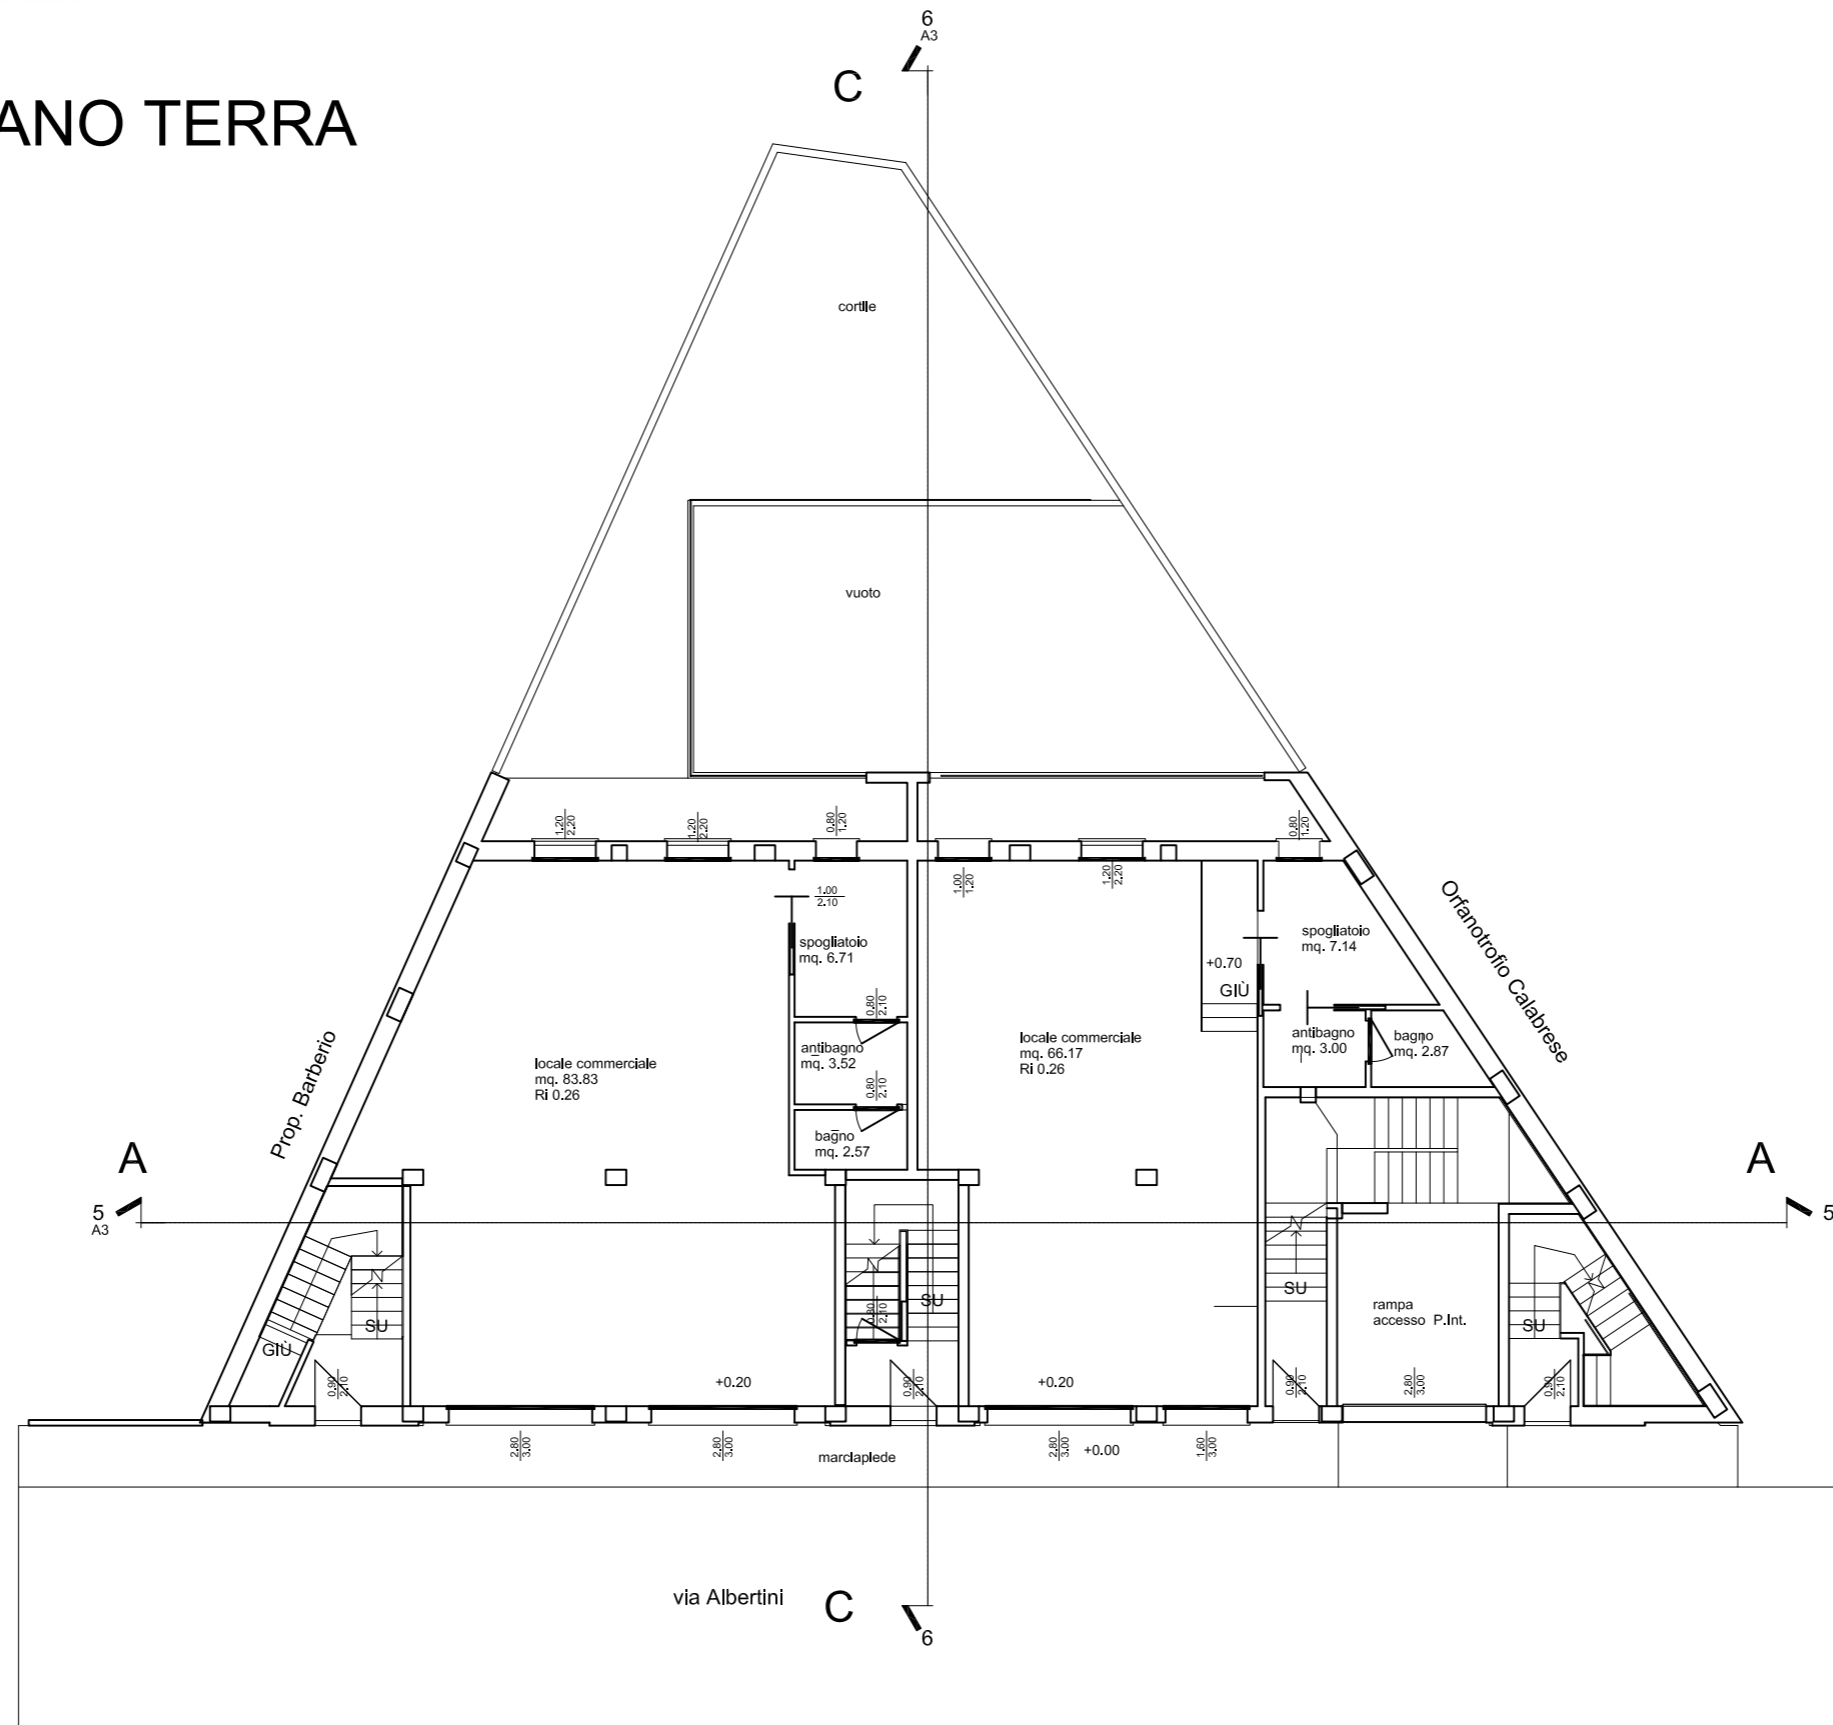 6
A3
C
ANO TERRA
cortile
vuoto
1.20
2.20
1.20
2.20
0.80
1.20
0.80
1.20
1.00
1.20
1.20
2.20
1.00
2.10
spogliatoio
mq. 6.71
spogliatoio
mq. 7.14
+0.70
GIÙ
Orfanotrofio Calabrese
0.80
2.10
antibagno
mq. 3.52
locale commerciale
mq. 83.83
Ri 0.26
locale commerciale
mq. 66.17
Ri 0.26
antibagno
mq. 3.00
bagno
mq. 2.87
Prop. Barberio
0.80
2.10
bagno
mq. 2.57
A
A
5
A3
5
SU
GIÙ
SU
0.80
2.10
SU
rampa
accesso P.Int.
SU
0.90
2.10
+0.20
0.90
2.10
+0.20
0.90
2.10
2.80
3.00
0.90
2.10
2.80
3.00
2.80
3.00
marciapiede
2.80
3.00
+0.00
1.60
3.00
via Albertini
C
6